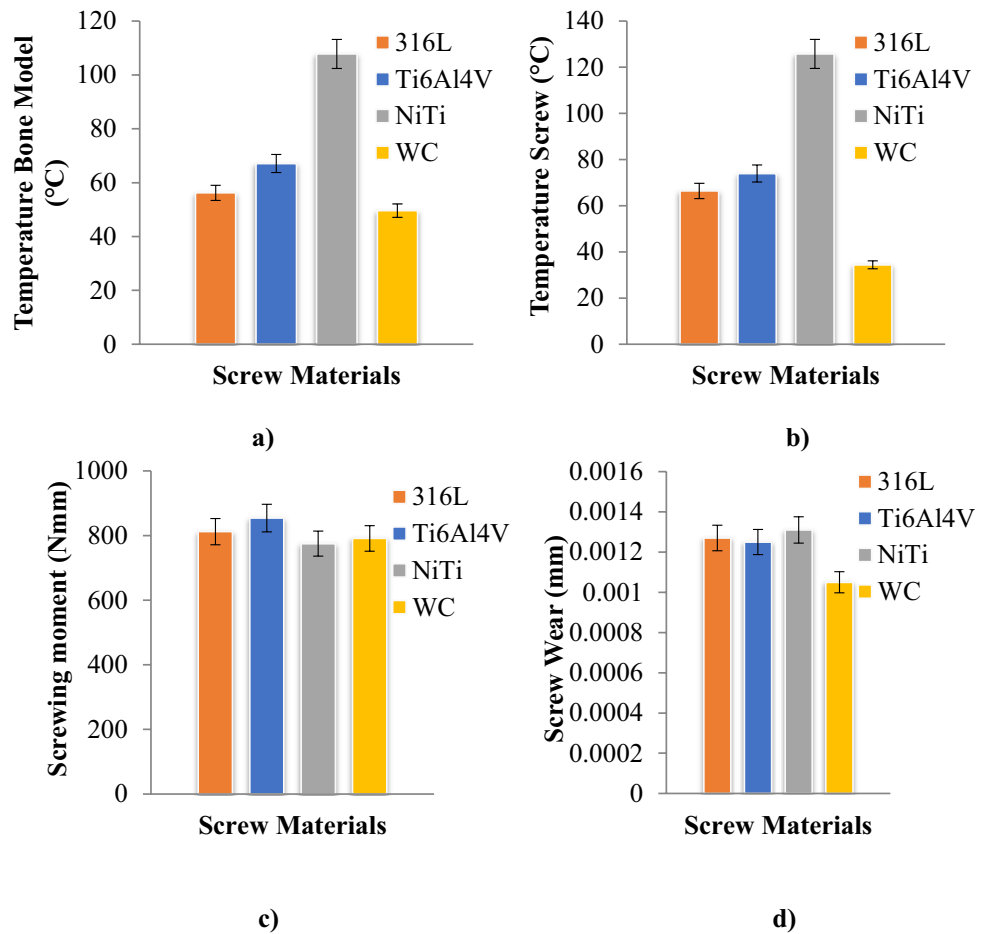 Temperature Bone Model
(°C)
120
100
80
60
40
20
0
316L
Ti6Al4V
NiTi
WC
Screw Materials
a)
Temperature Screw (°C)
140
120
100
80
60
40
20
0
316L
Ti6Al4V
NiTi
WC
Screw Materials
b)
Screwing moment (Nmm)
1000
800
600
400
200
0
316L
Ti6Al4V
NiTi
WC
Screw Materials
c)
Screw Wear (mm)
0.0016
0.0014
0.0012
0.001
0.0008
0.0006
0.0004
0.0002
0
316L
Ti6Al4V
NiTi
WC
Screw Materials
d)